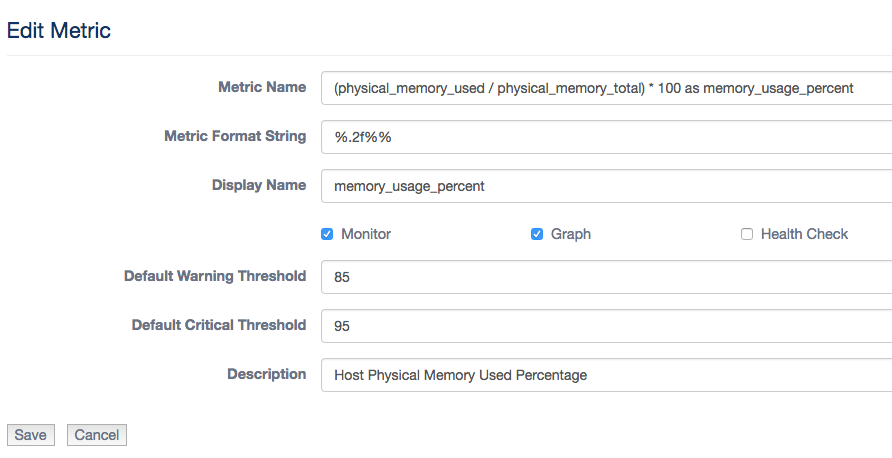 Edit Metric
Metric Name (physical_memory_used / physical_memory_total) * 100 as memory_usage_percent
Metric Format String %.2f%%
Display Name memory_usage_percent
Monitor Graph Health Check
Default Warning Threshold 85
Default Critical Threshold 95
Description Host Physical Memory Used Percentage
Save Cancel